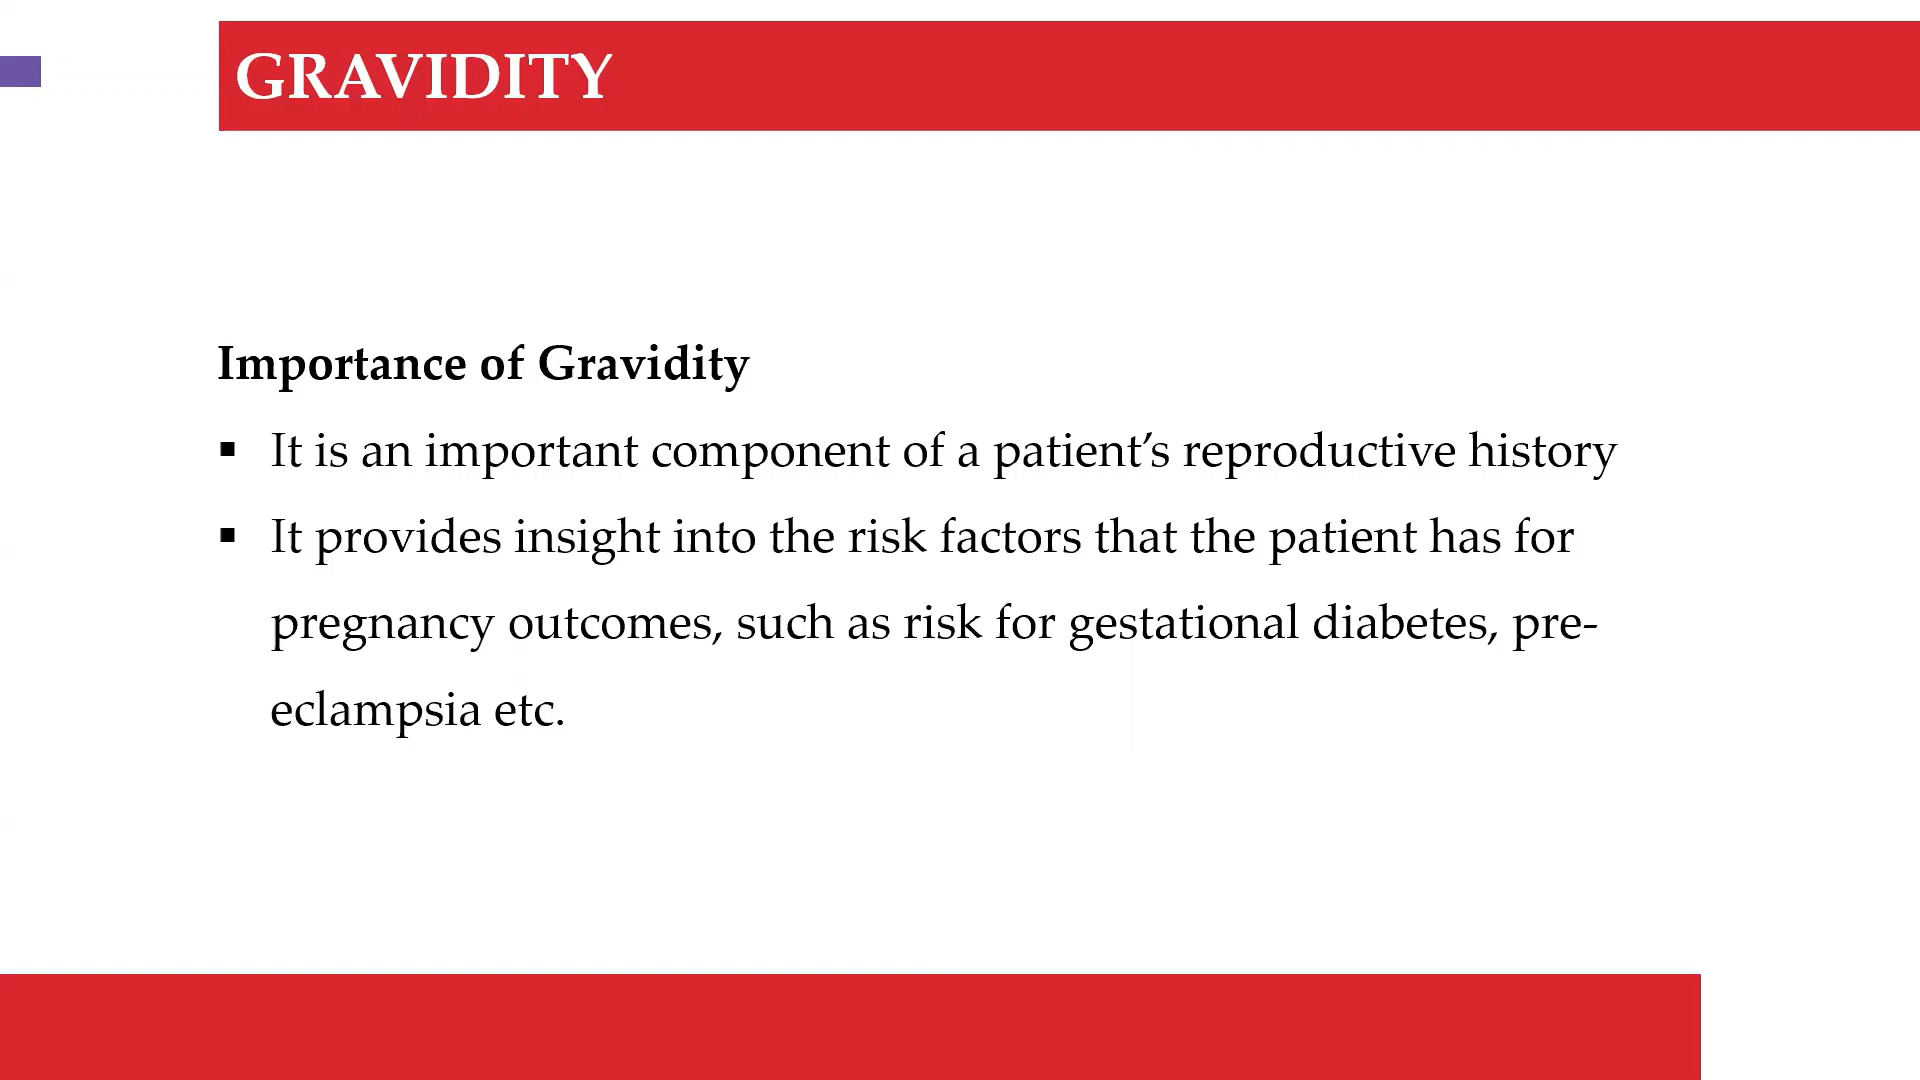 GRAVIDITY
Importance of Gravidity
▪ It is an important component of a patient’s reproductive history
▪ It provides insight into the risk factors that the patient has for
pregnancy outcomes, such as risk for gestational diabetes, pre-
eclampsia etc.